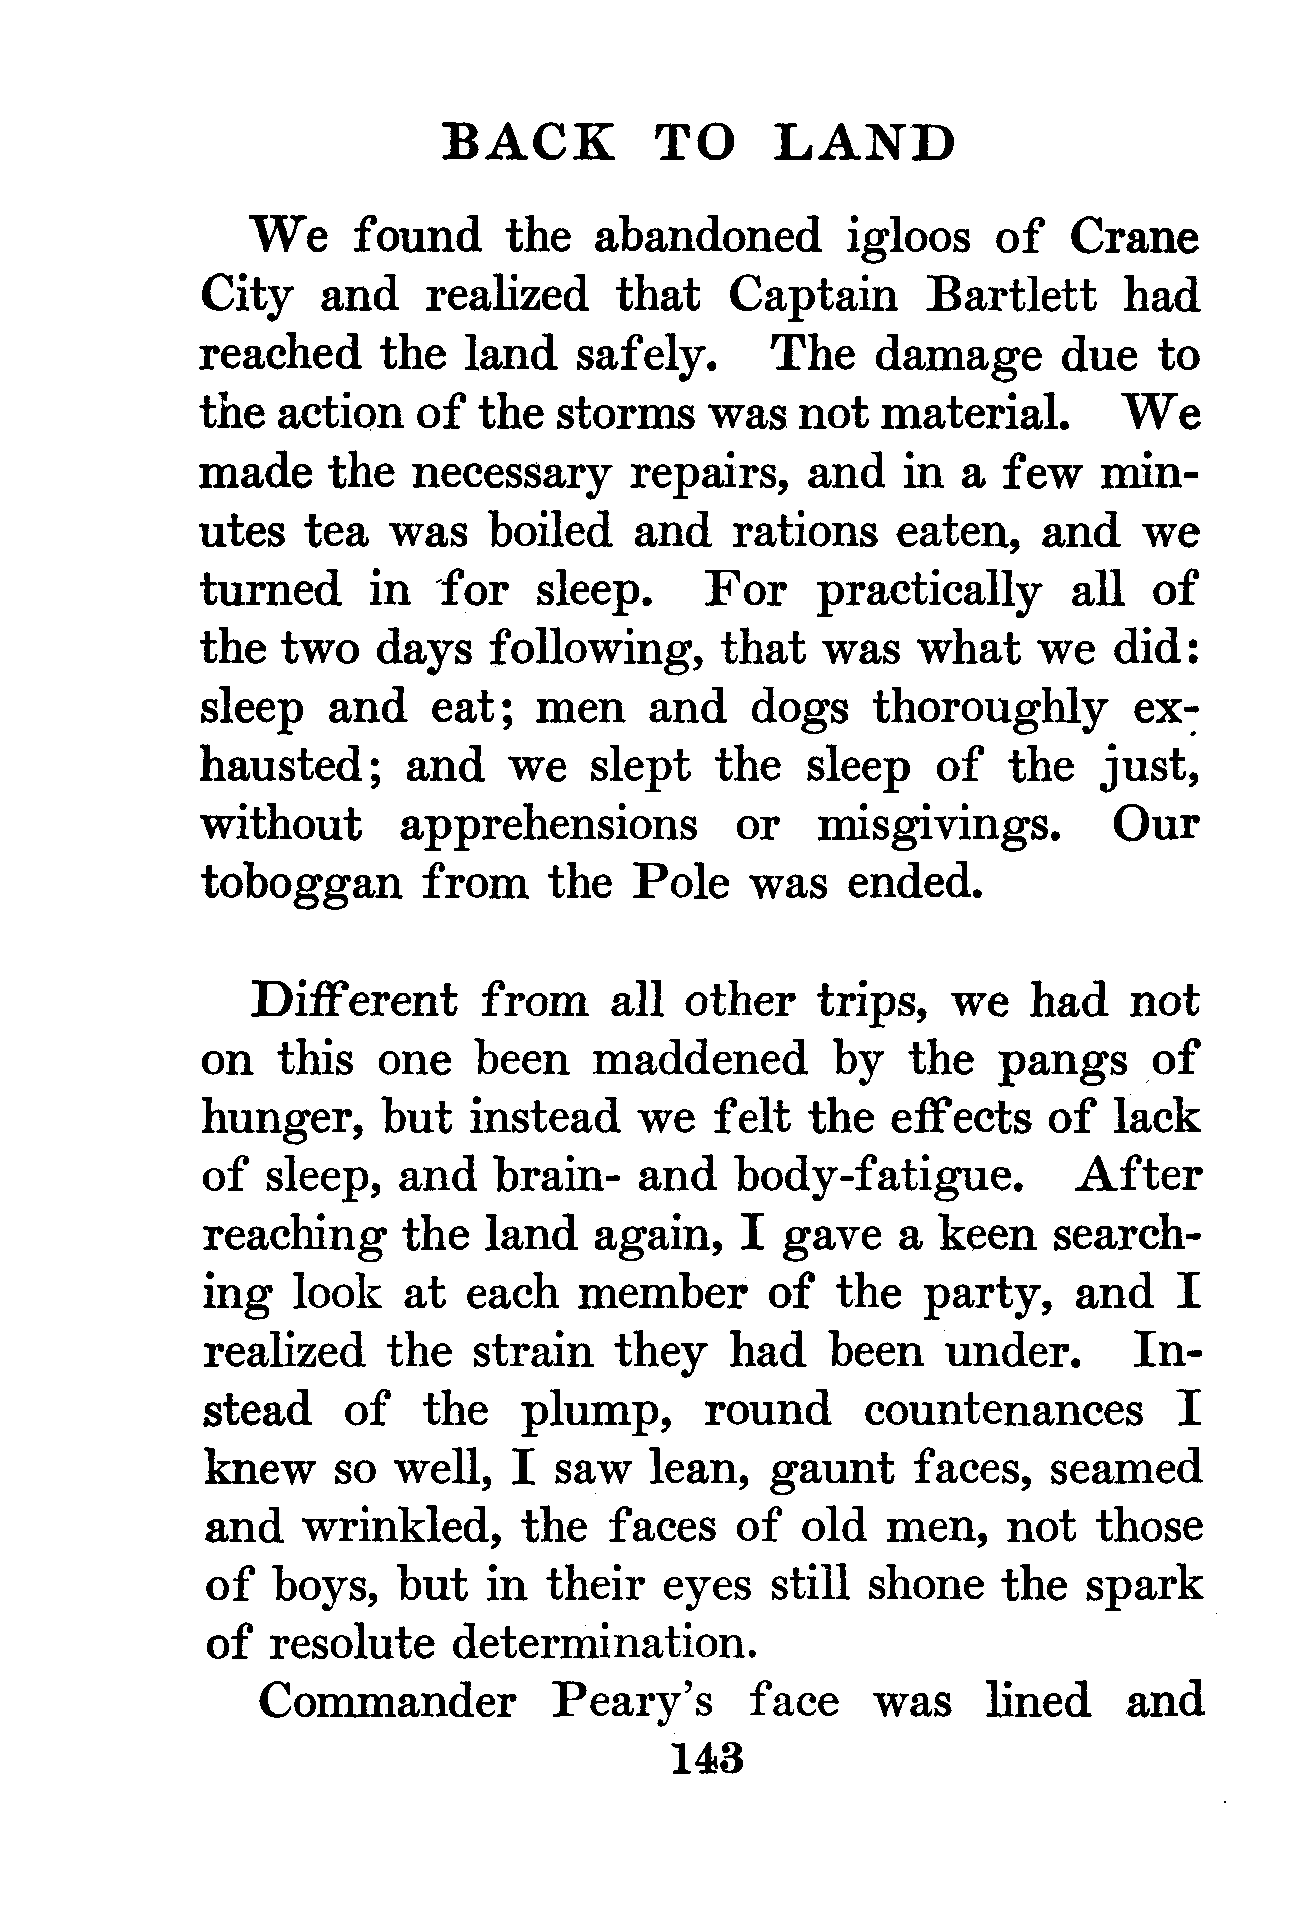 BACK TO LAND
We found the abandoned igloos of Crane
City and realized that Captain Bartlett had
reached the land safely. The damage due to
the action of the storms was not material. We
made the necessary repairs, and in a few min-
utes tea was boiled and rations eaten, and we
turned in for sleep. For practically all of
the two days following, that was what we did:
sleep and eat; men and dogs thoroughly ex-
hausted; and we slept the sleep of the just,
without apprehensions or misgivings. Our
toboggan from the Pole was ended.
Different from all other trips, we had not
on this one been maddened by the pangs of
hunger, but instead we felt the effects of lack
of sleep, and brain- and body-fatigue. After
reaching the land again, I gave a keen search-
ing look at each member of the party, and I
realized the strain they had been under. In-
stead of the plump, round countenances I
knew so well, I saw lean, gaunt faces, seamed
and wrinkled, the faces of old men, not those
of boys, but in their eyes still shone the spark
of resolute determination.
Commander Peary's face was lined and
143